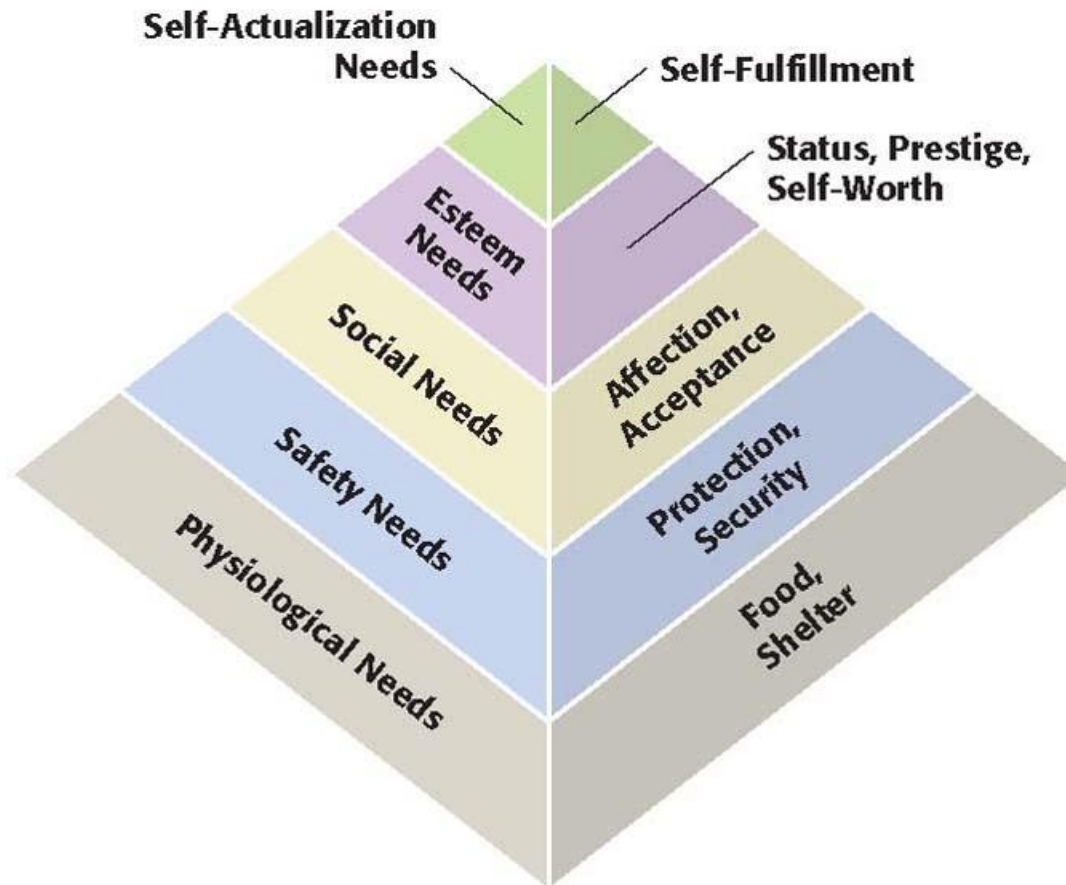 Self-Actualization
Needs
Self-Fulfillment
Status, Prestige,
Self-Worth
Esteem
Needs
Social Needs
Affection,
Acceptance
Safety Needs
Protection,
Security
Physiological Needs
Food,
Shelter